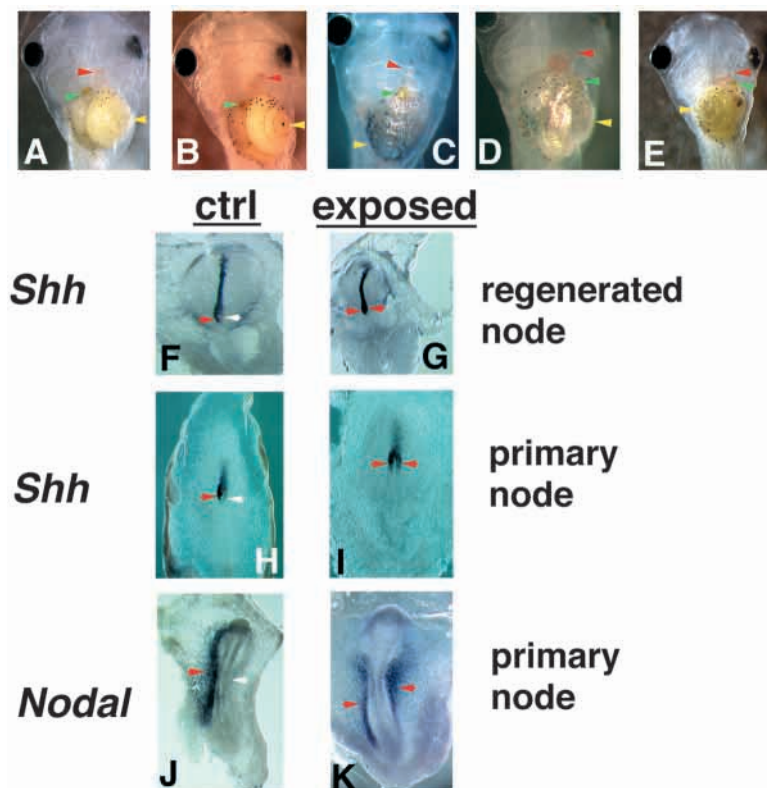 A
B
C
D
E
ctrl
exposed
Shh
F
G
regenerated
node
Shh
H
I
primary
node
Nodal
J
K
primary
node